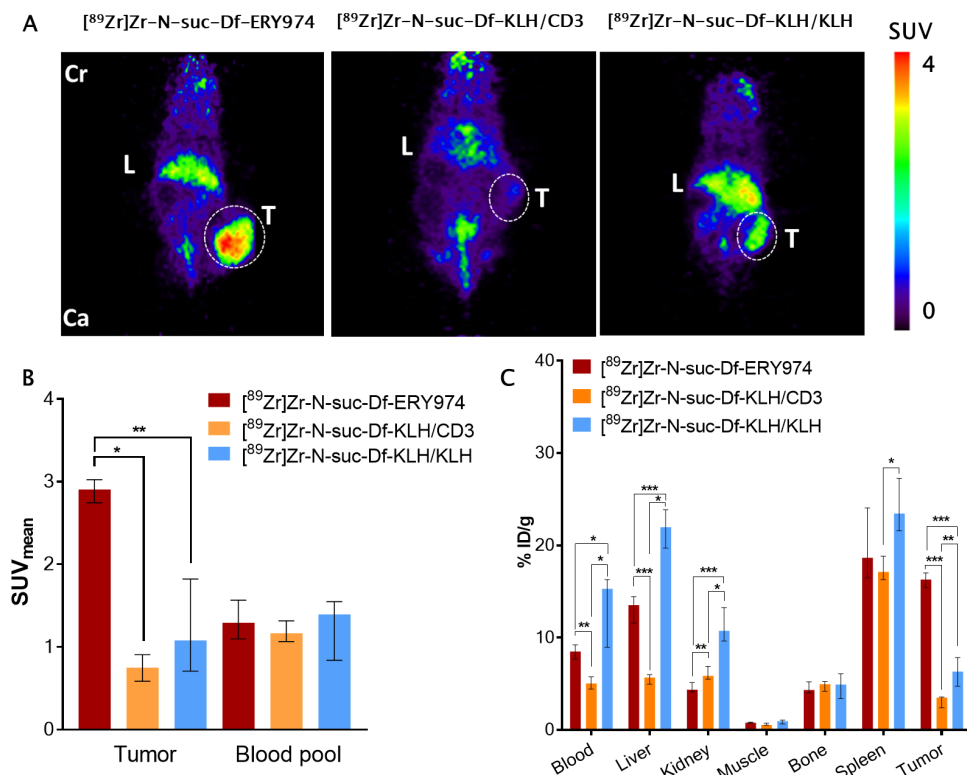 A
[⁸⁹Zr]Zr-N-suc-Df-ERY974 [⁸⁹Zr]Zr-N-suc-Df-KLH/CD3 [⁸⁹Zr]Zr-N-suc-Df-KLH/KLH SUV
Cr
L
T
Ca
L
T
L
T
4
0
B
[⁸⁹Zr]Zr-N-suc-Df-ERY974
[⁸⁹Zr]Zr-N-suc-Df-KLH/CD3
[⁸⁹Zr]Zr-N-suc-Df-KLH/KLH
SUVmean
4
3
2
1
0
**
*
Tumor Blood pool
C
[⁸⁹Zr]Zr-N-suc-Df-ERY974
[⁸⁹Zr]Zr-N-suc-Df-KLH/CD3
[⁸⁹Zr]Zr-N-suc-Df-KLH/KLH
% ID/g
40
30
20
10
0
*
*
**
***
*
***
***
*
**
*
***
**
***
Blood Liver Kidney Muscle Bone Spleen Tumor